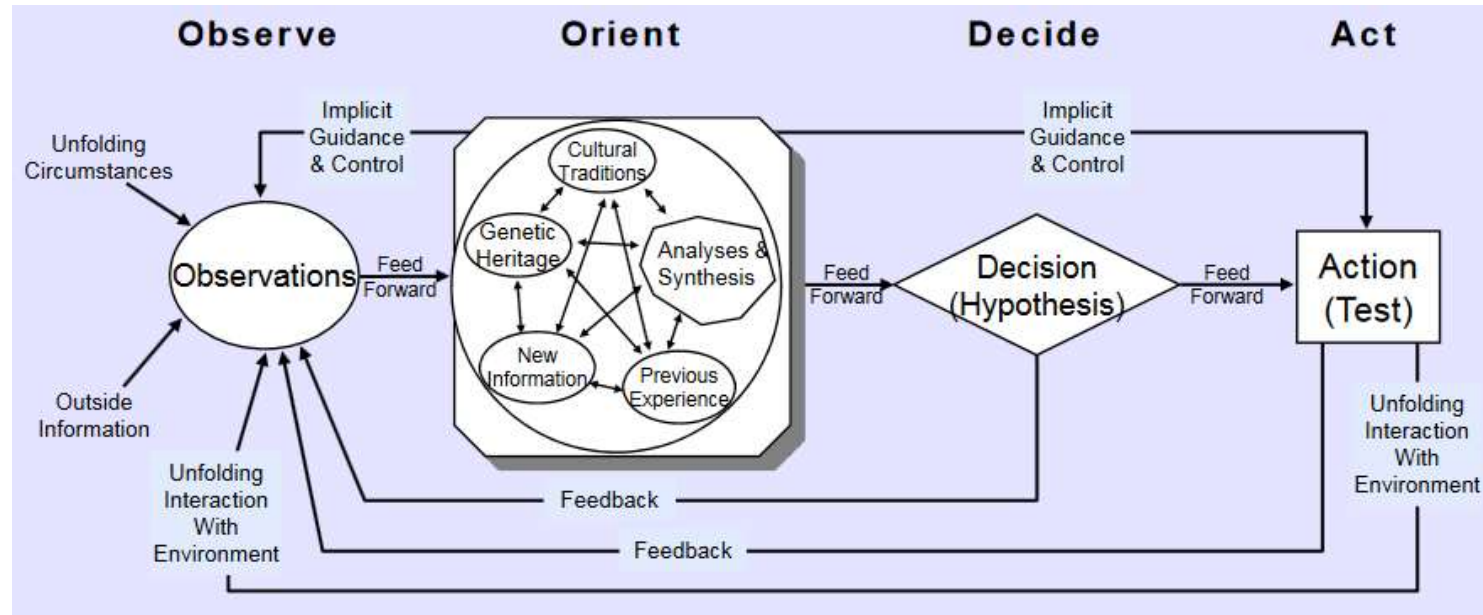 Observe
Orient
Decide
Act
Implicit
Guidance
& Control
Implicit
Guidance
& Control
Unfolding
Circumstances
Cultural
Traditions
Genetic
Heritage
Analyses &
Synthesis
Observations
Feed
Forward
Feed
Forward
Decision
(Hypothesis)
Feed
Forward
Action
(Test)
New
Information
Previous
Experience
Outside
Information
Unfolding
Interaction
With
Environment
Unfolding
Interaction
With
Environment
Feedback
Feedback